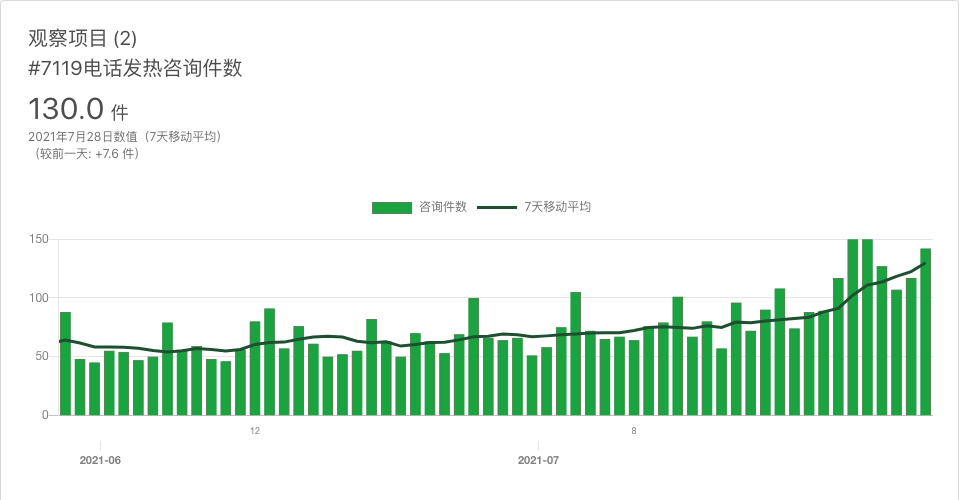 观察项目 (2)
#7119电话发热咨询件数
130.0 件
2021年7月28日数值（7天移动平均）
（较前一天: +7.6 件）
咨询件数 7天移动平均
150
100
50
0
12 8
2021-06 2021-07